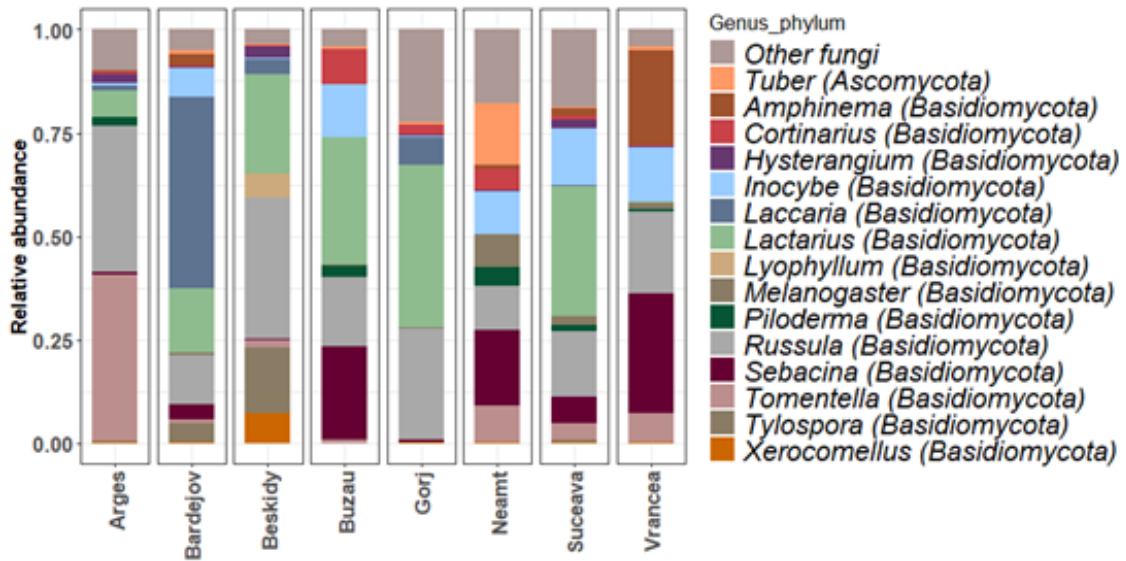 Genus_phylum
Other fungi
Tuber (Ascomycota)
Amphinema (Basidiomycota)
Cortinarius (Basidiomycota)
Hysterangium (Basidiomycota)
Inocybe (Basidiomycota)
Laccaria (Basidiomycota)
Lactarius (Basidiomycota)
Lyophyllum (Basidiomycota)
Melanogaster (Basidiomycota)
Piloderma (Basidiomycota)
Russula (Basidiomycota)
Sebacina (Basidiomycota)
Tomentella (Basidiomycota)
Tylospora (Basidiomycota)
Xerocomellus (Basidiomycota)
Relative abundance
1.00
0.75
0.50
0.25
0.00
Arges
Bardejov
Beskidy
Buzau
Gorj
Neamt
Suceava
Vrancea